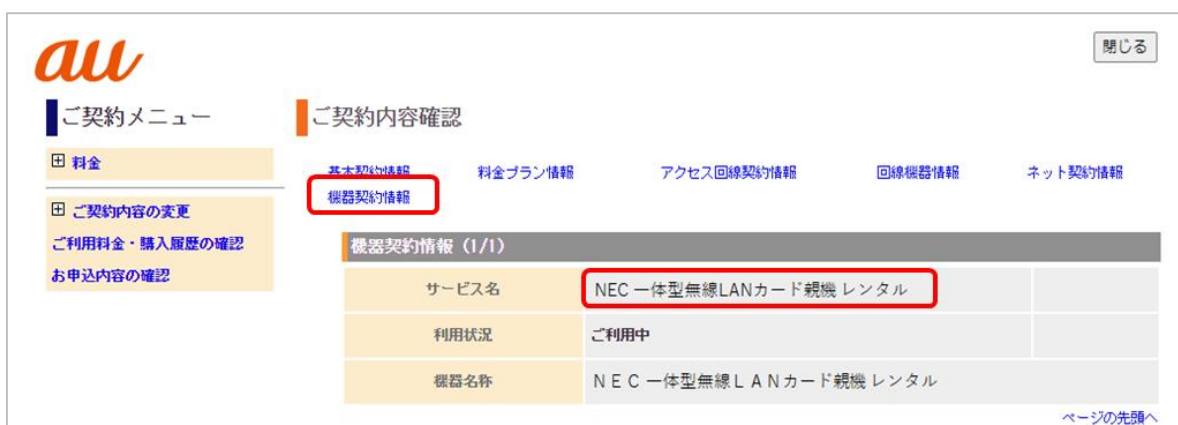 au
閉じる
ご契約メニュー
ご契約内容確認
料金
基本契約情報 料金プラン情報 アクセス回線契約情報 回線機器情報 ネット契約情報
機器契約情報
ご契約内容の変更
ご利用料金・購入履歴の確認
お申込内容の確認
機器契約情報（1/1）
サービス名 NEC 一体型無線LANカード親機 レンタル
利用状況 ご利用中
機器名称 ＮＥＣ 一体型無線ＬＡＮカード親機 レンタル
ページの先頭へ